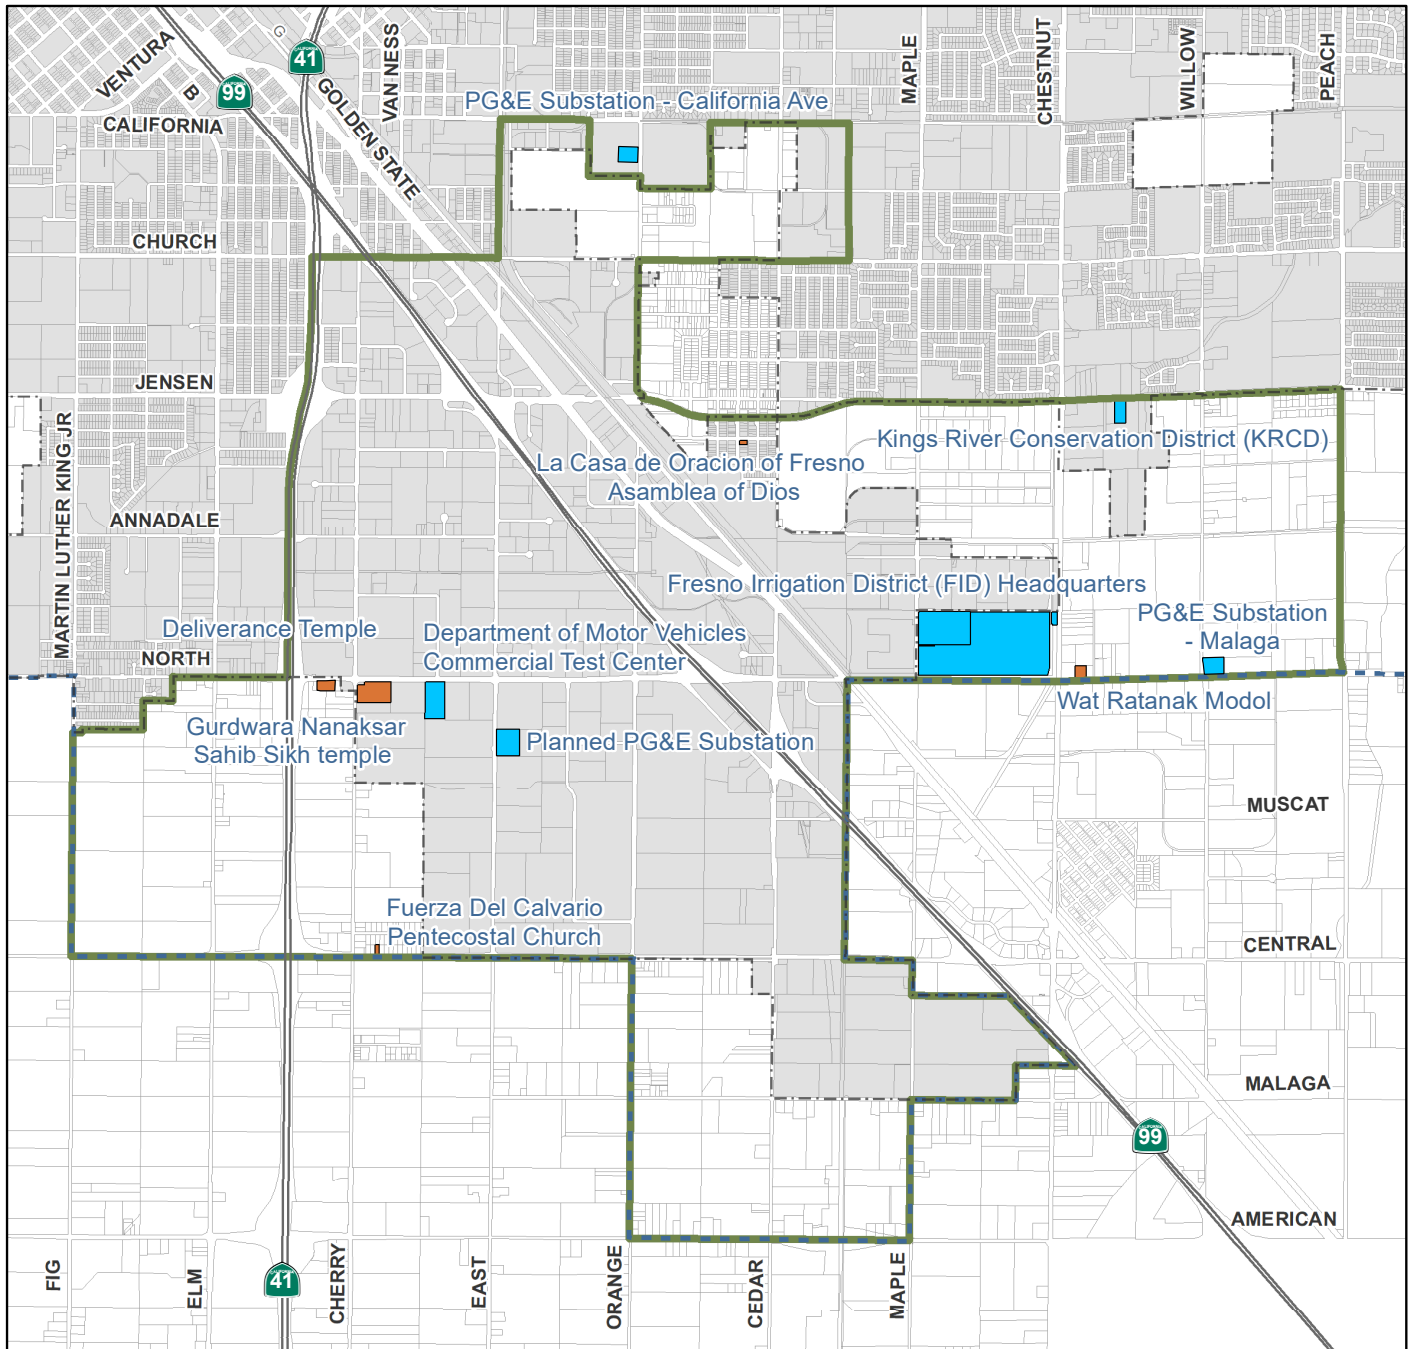 VENTURA
B
G
CALIFORNIA
41
CALIFORNIA
99
GOLDEN STATE
VAN NESS
MAPLE
CHESTNUT
WILLOW
PEACH
CALIFORNIA
PG&E Substation - California Ave
CHURCH
JENSEN
MARTIN LUTHER KING JR
Kings River Conservation District (KRCD)
La Casa de Oracion of Fresno
Asamblea of Dios
ANNADALE
Fresno Irrigation District (FID) Headquarters
PG&E Substation
- Malaga
Deliverance Temple
Department of Motor Vehicles
Commercial Test Center
NORTH
Wat Ratanak Modol
Gurdwara Nanaksar
Sahib Sikh temple
Planned PG&E Substation
MUSCAT
Fuerza Del Calvario
Pentecostal Church
CENTRAL
MALAGA
CALIFORNIA
99
AMERICAN
FIG
ELM
CALIFORNIA
41
CHERRY
EAST
ORANGE
CEDAR
MAPLE